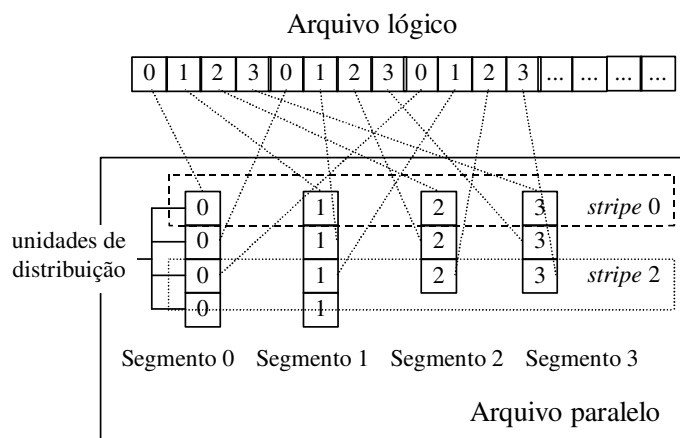 Arquivo lógico
0 1 2 3 0 1 2 3 0 1 2 3 ... ... ... ...
0 1 2 3 stripe 0
unidades de
distribuição
0 1 2 3
0 1 2 3 stripe 2
0 1
Segmento 0 Segmento 1 Segmento 2 Segmento 3
Arquivo paralelo